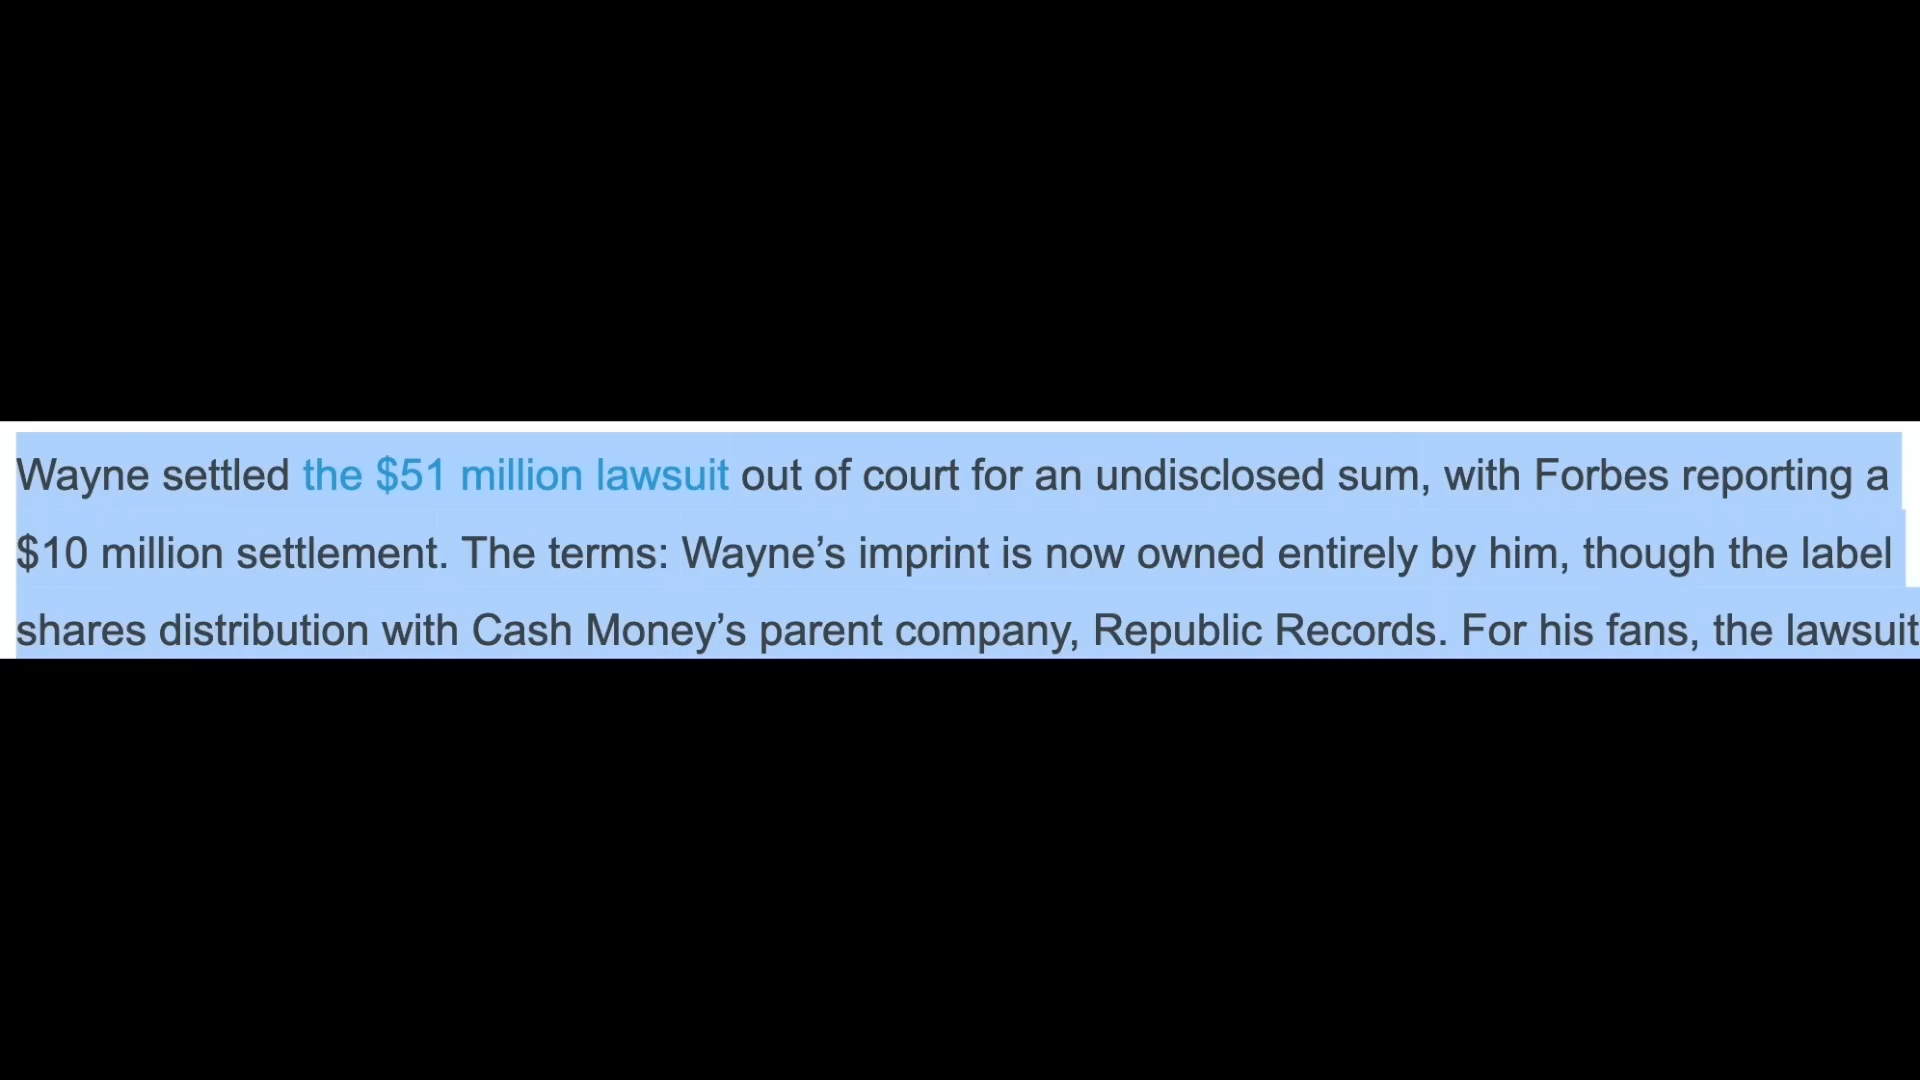 Wayne settled the $51 million lawsuit out of court for an undisclosed sum, with Forbes reporting a
$10 million settlement. The terms: Wayne’s imprint is now owned entirely by him, though the label
shares distribution with Cash Money’s parent company, Republic Records. For his fans, the lawsuit